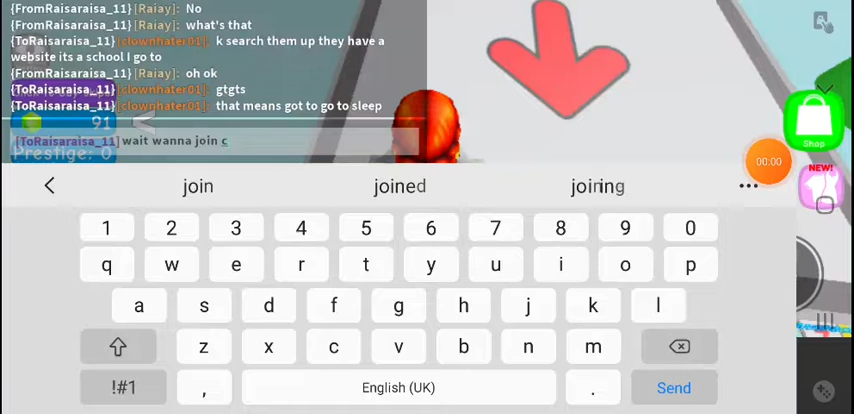 {FromRaisaraisa_11}[Raiay]: No
{FromRaisaraisa_11}[Raiay]: what's that
{ToRaisaraisa_11}[clownhater01]: k search them up they have a
website its a school I go to
{FromRaisaraisa_11}[Raiay]: oh ok
{ToRaisaraisa_11}[clownhater01]: gtgts
{ToRaisaraisa_11}[clownhater01]: that means got to go to sleep
91
[ToRaisaraisa_11] wait wanna join c
Prestige: 0
Shop
00:00
NEW!
join joined joining
1 2 3 4 5 6 7 8 9 0
q w e r t y u i o p
a s d f g h j k l
z x c v b n m
!#1 , English (UK) . Send